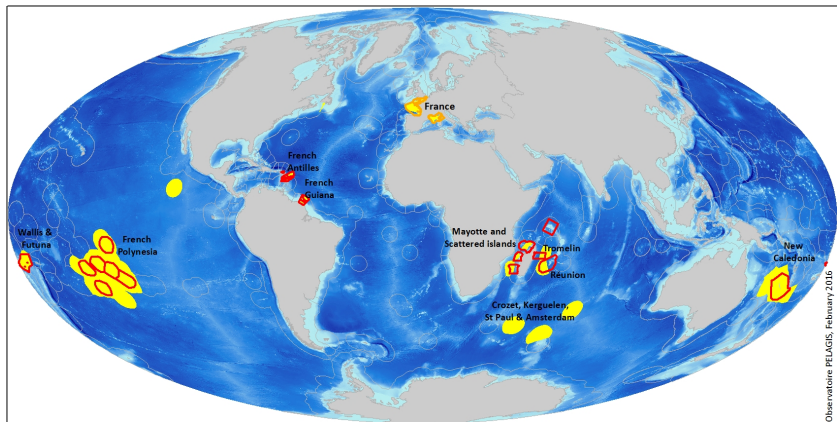 France
French
Antilles
French
Guiana
Wallis &
Futuna
French
Polynesia
Mayotte and
Scattered islands
Tromelin
Réunion
New
Caledonia
Crozet, Kerguelen,
St Paul & Amsterdam
Observatoire PELAGIS, February 2016